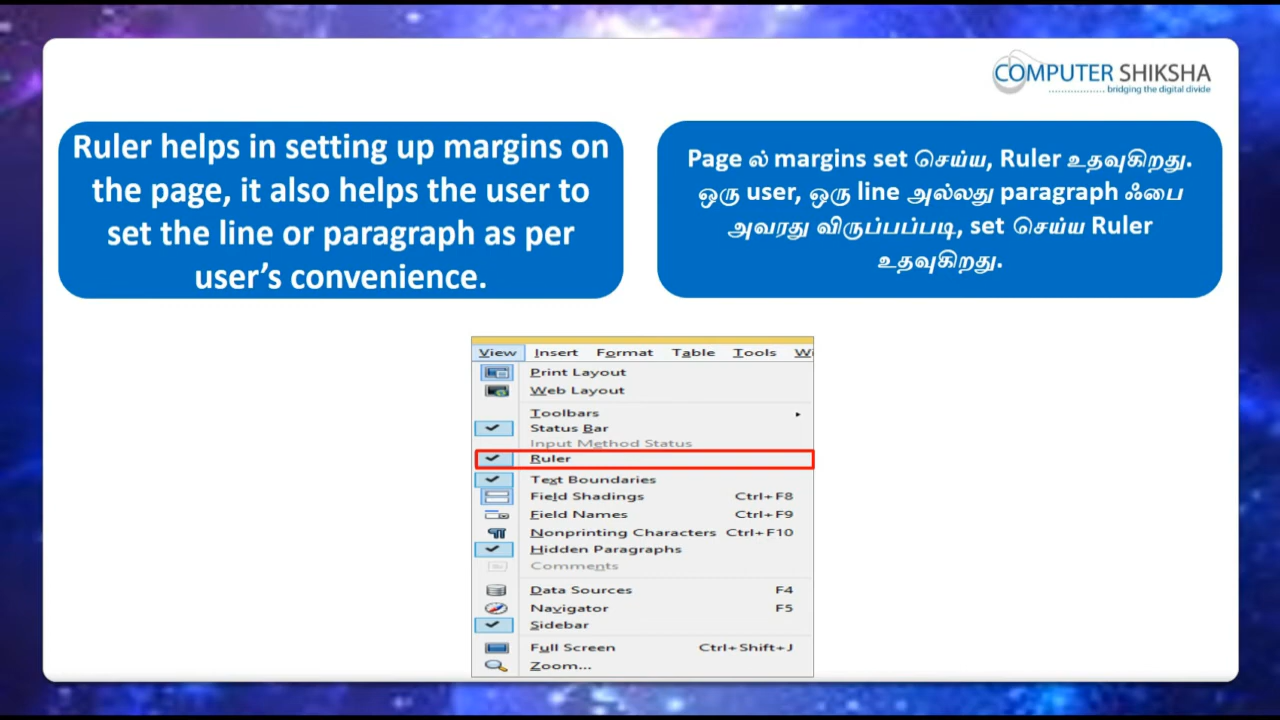 COMPUTER SHIKSHA
bridging the digital divide
Ruler helps in setting up margins on
the page, it also helps the user to
set the line or paragraph as per
user’s convenience.
Page ல் margins set செய்ய, Ruler உதவுகிறது.
ஒரு user, ஒரு line அல்லது paragraph ஃபை
அவரது விருப்பப்படி, set செய்ய Ruler
உதவுகிறது.
View Insert Format Table Tools Wi
Print Layout
Web Layout
Toolbars
Status Bar
Input Method Status
Ruler
Text Boundaries
Field Shadings Ctrl+F8
Field Names Ctrl+F9
Nonprinting Characters Ctrl+F10
Hidden Paragraphs
Comments
Data Sources F4
Navigator F5
Sidebar
Full Screen Ctrl+Shift+J
Zoom...